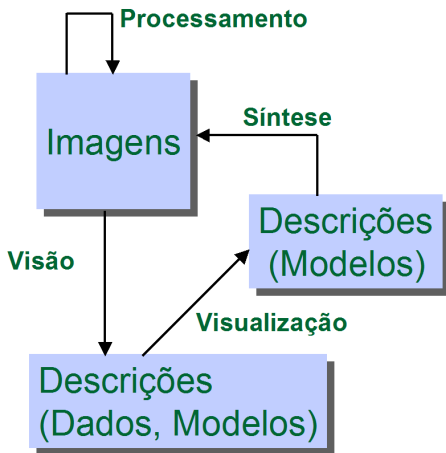 Processamento
Imagens
Síntese
Descrições
(Modelos)
Visão
Visualização
Descrições
(Dados, Modelos)